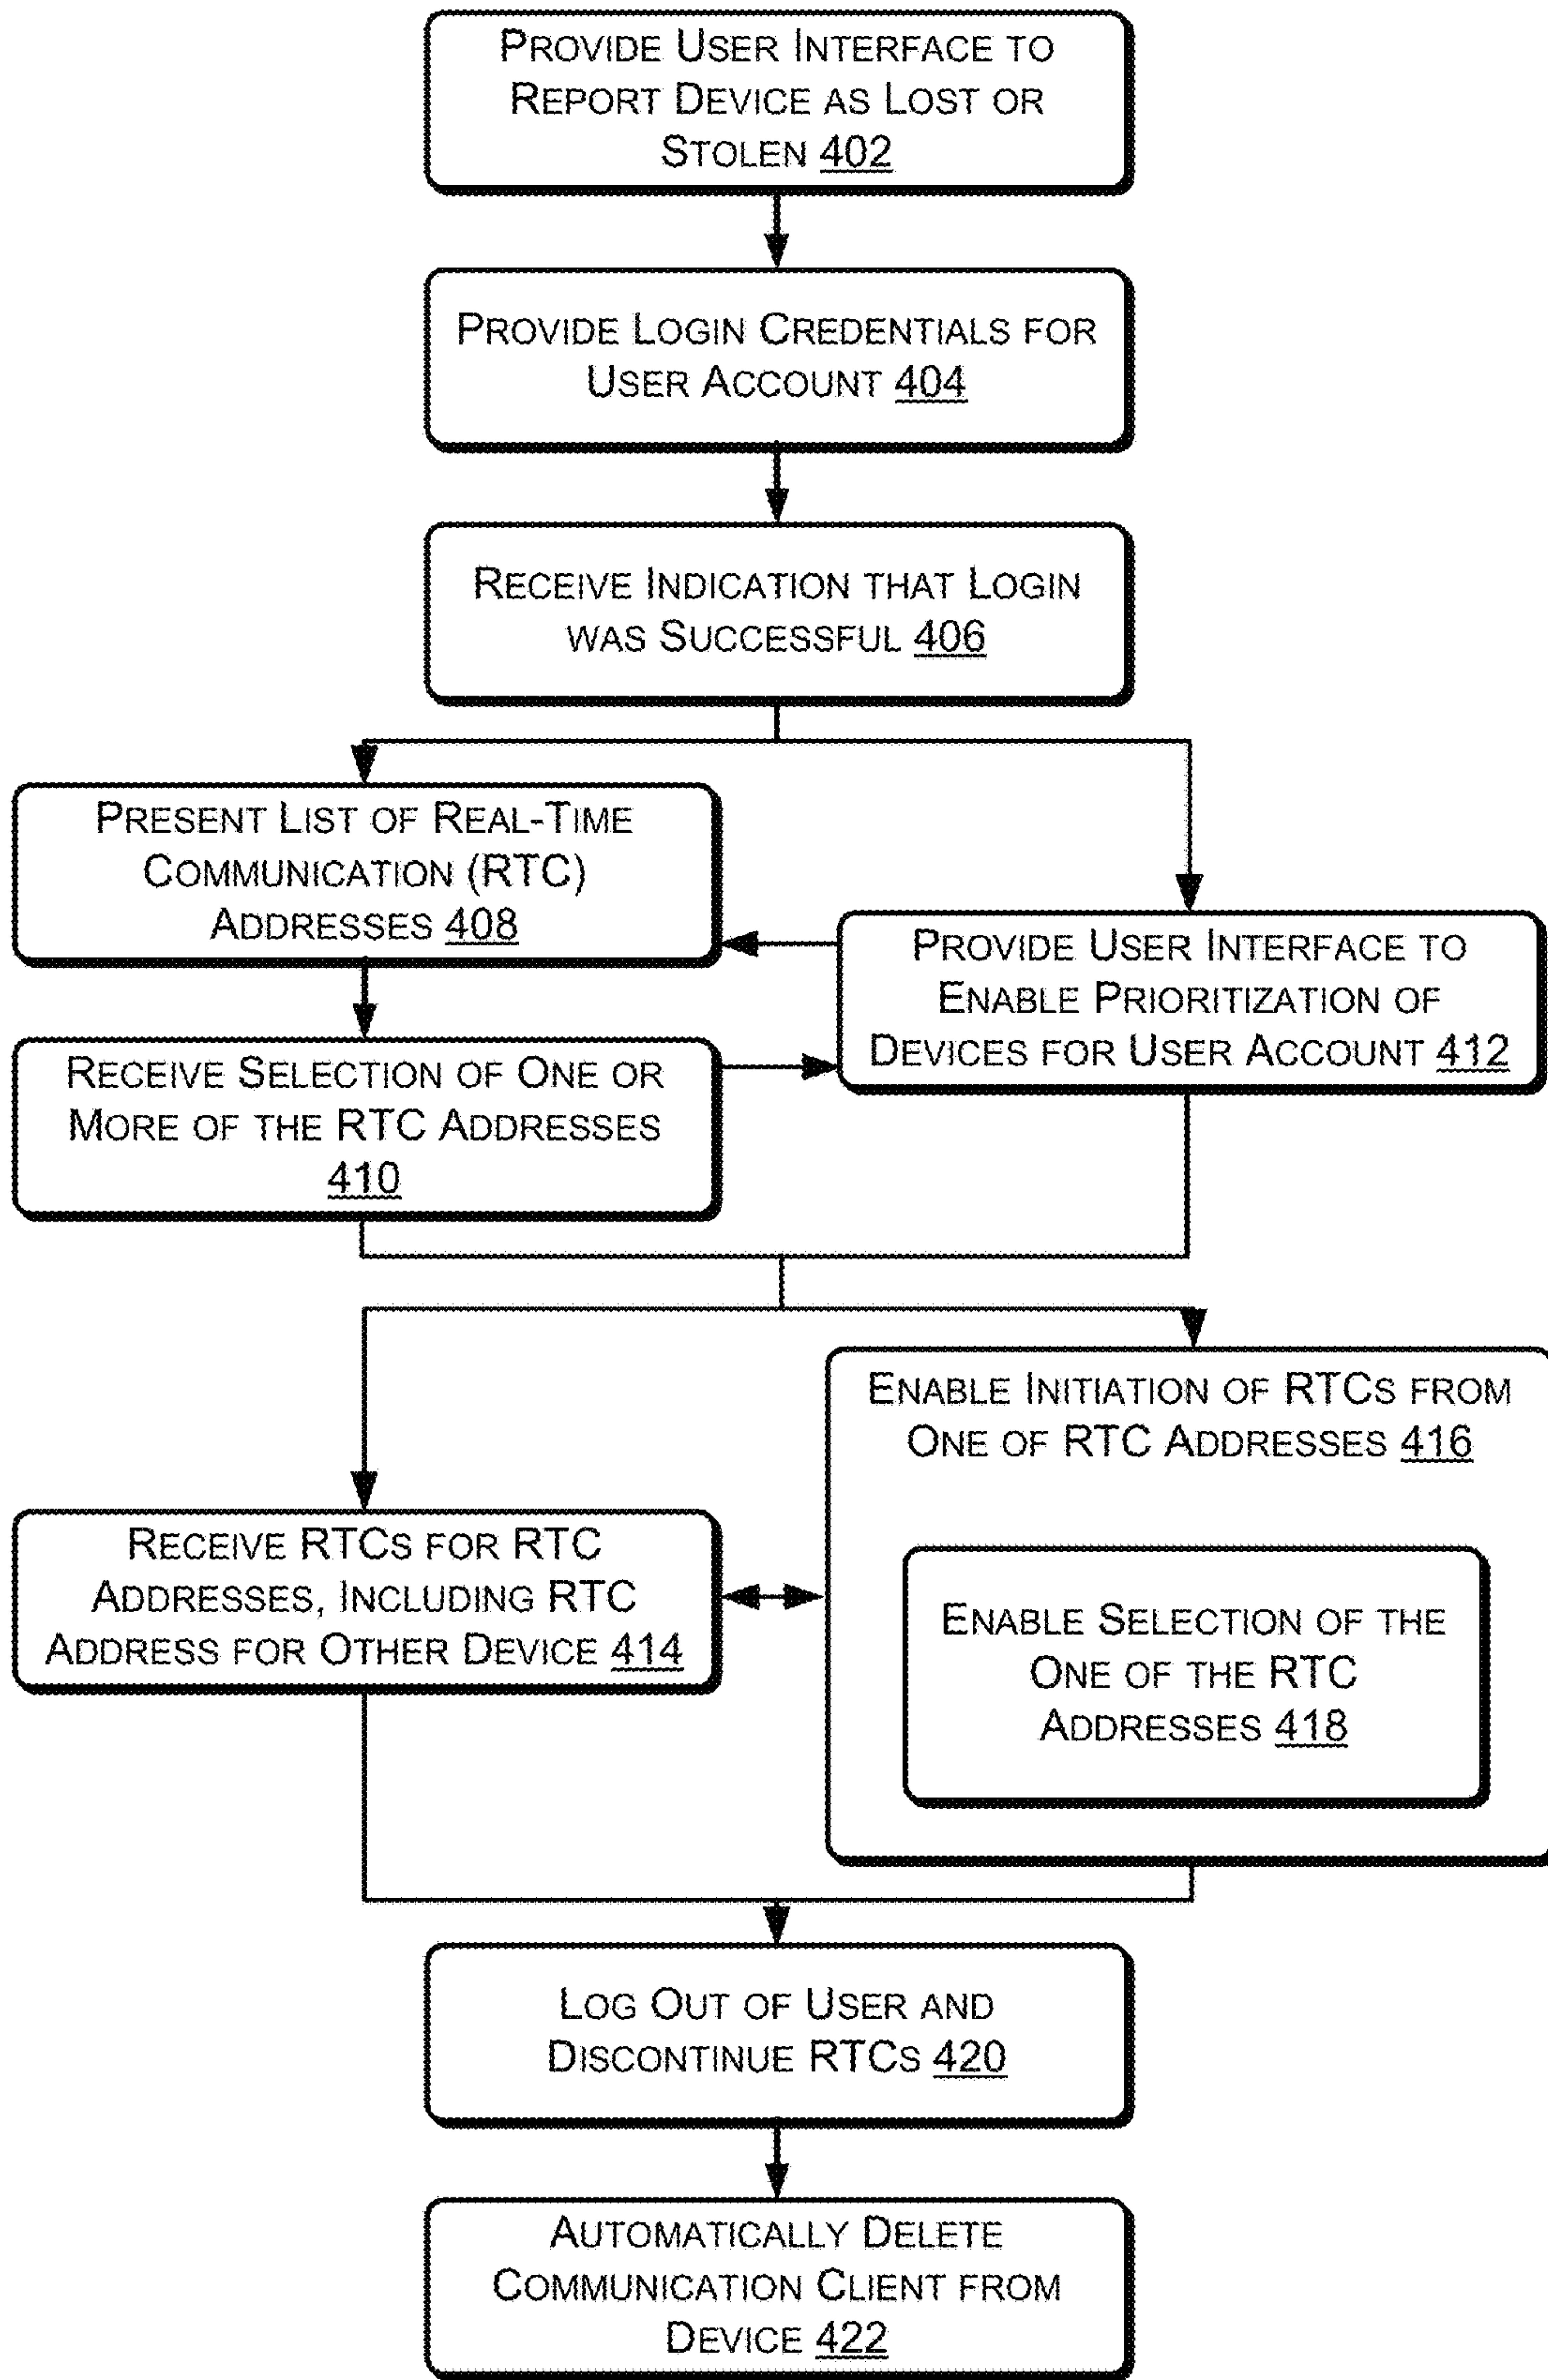 PROVIDE USER INTERFACE TO
REPORT DEVICE AS LOST OR
STOLEN 402
PROVIDE LOGIN CREDENTIALS FOR
USER ACCOUNT 404
RECEIVE INDICATION THAT LOGIN
WAS SUCCESSFUL 406
PRESENT LIST OF REAL-TIME
COMMUNICATION (RTC)
ADDRESSES 408
RECEIVE SELECTION OF ONE OR
MORE OF THE RTC ADDRESSES
410
PROVIDE USER INTERFACE TO
ENABLE PRIORITIZATION OF
DEVICES FOR USER ACCOUNT 412
RECEIVE RTCS FOR RTC
ADDRESSES, INCLUDING RTC
ADDRESS FOR OTHER DEVICE 414
ENABLE INITIATION OF RTCS FROM
ONE OF RTC ADDRESSES 416
ENABLE SELECTION OF THE
ONE OF THE RTC
ADDRESSES 418
LOG OUT OF USER AND
DISCONTINUE RTCS 420
AUTOMATICALLY DELETE
COMMUNICATION CLIENT FROM
DEVICE 422